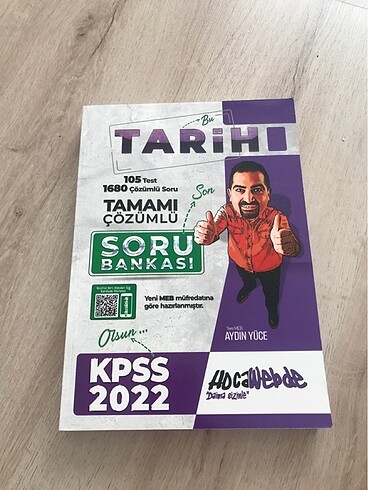 Bu
TARİH
105 Test
1680 Çözümlü Soru
Son
TAMAMI
ÇÖZÜMLÜ
SORU
BANKASI
Yeni MEB müfredatına
göre hazırlanmıştır.
Olsun ...
AYDIN YÜCE
KPSS
2022
HOCAWebde
"Daima sizinle"